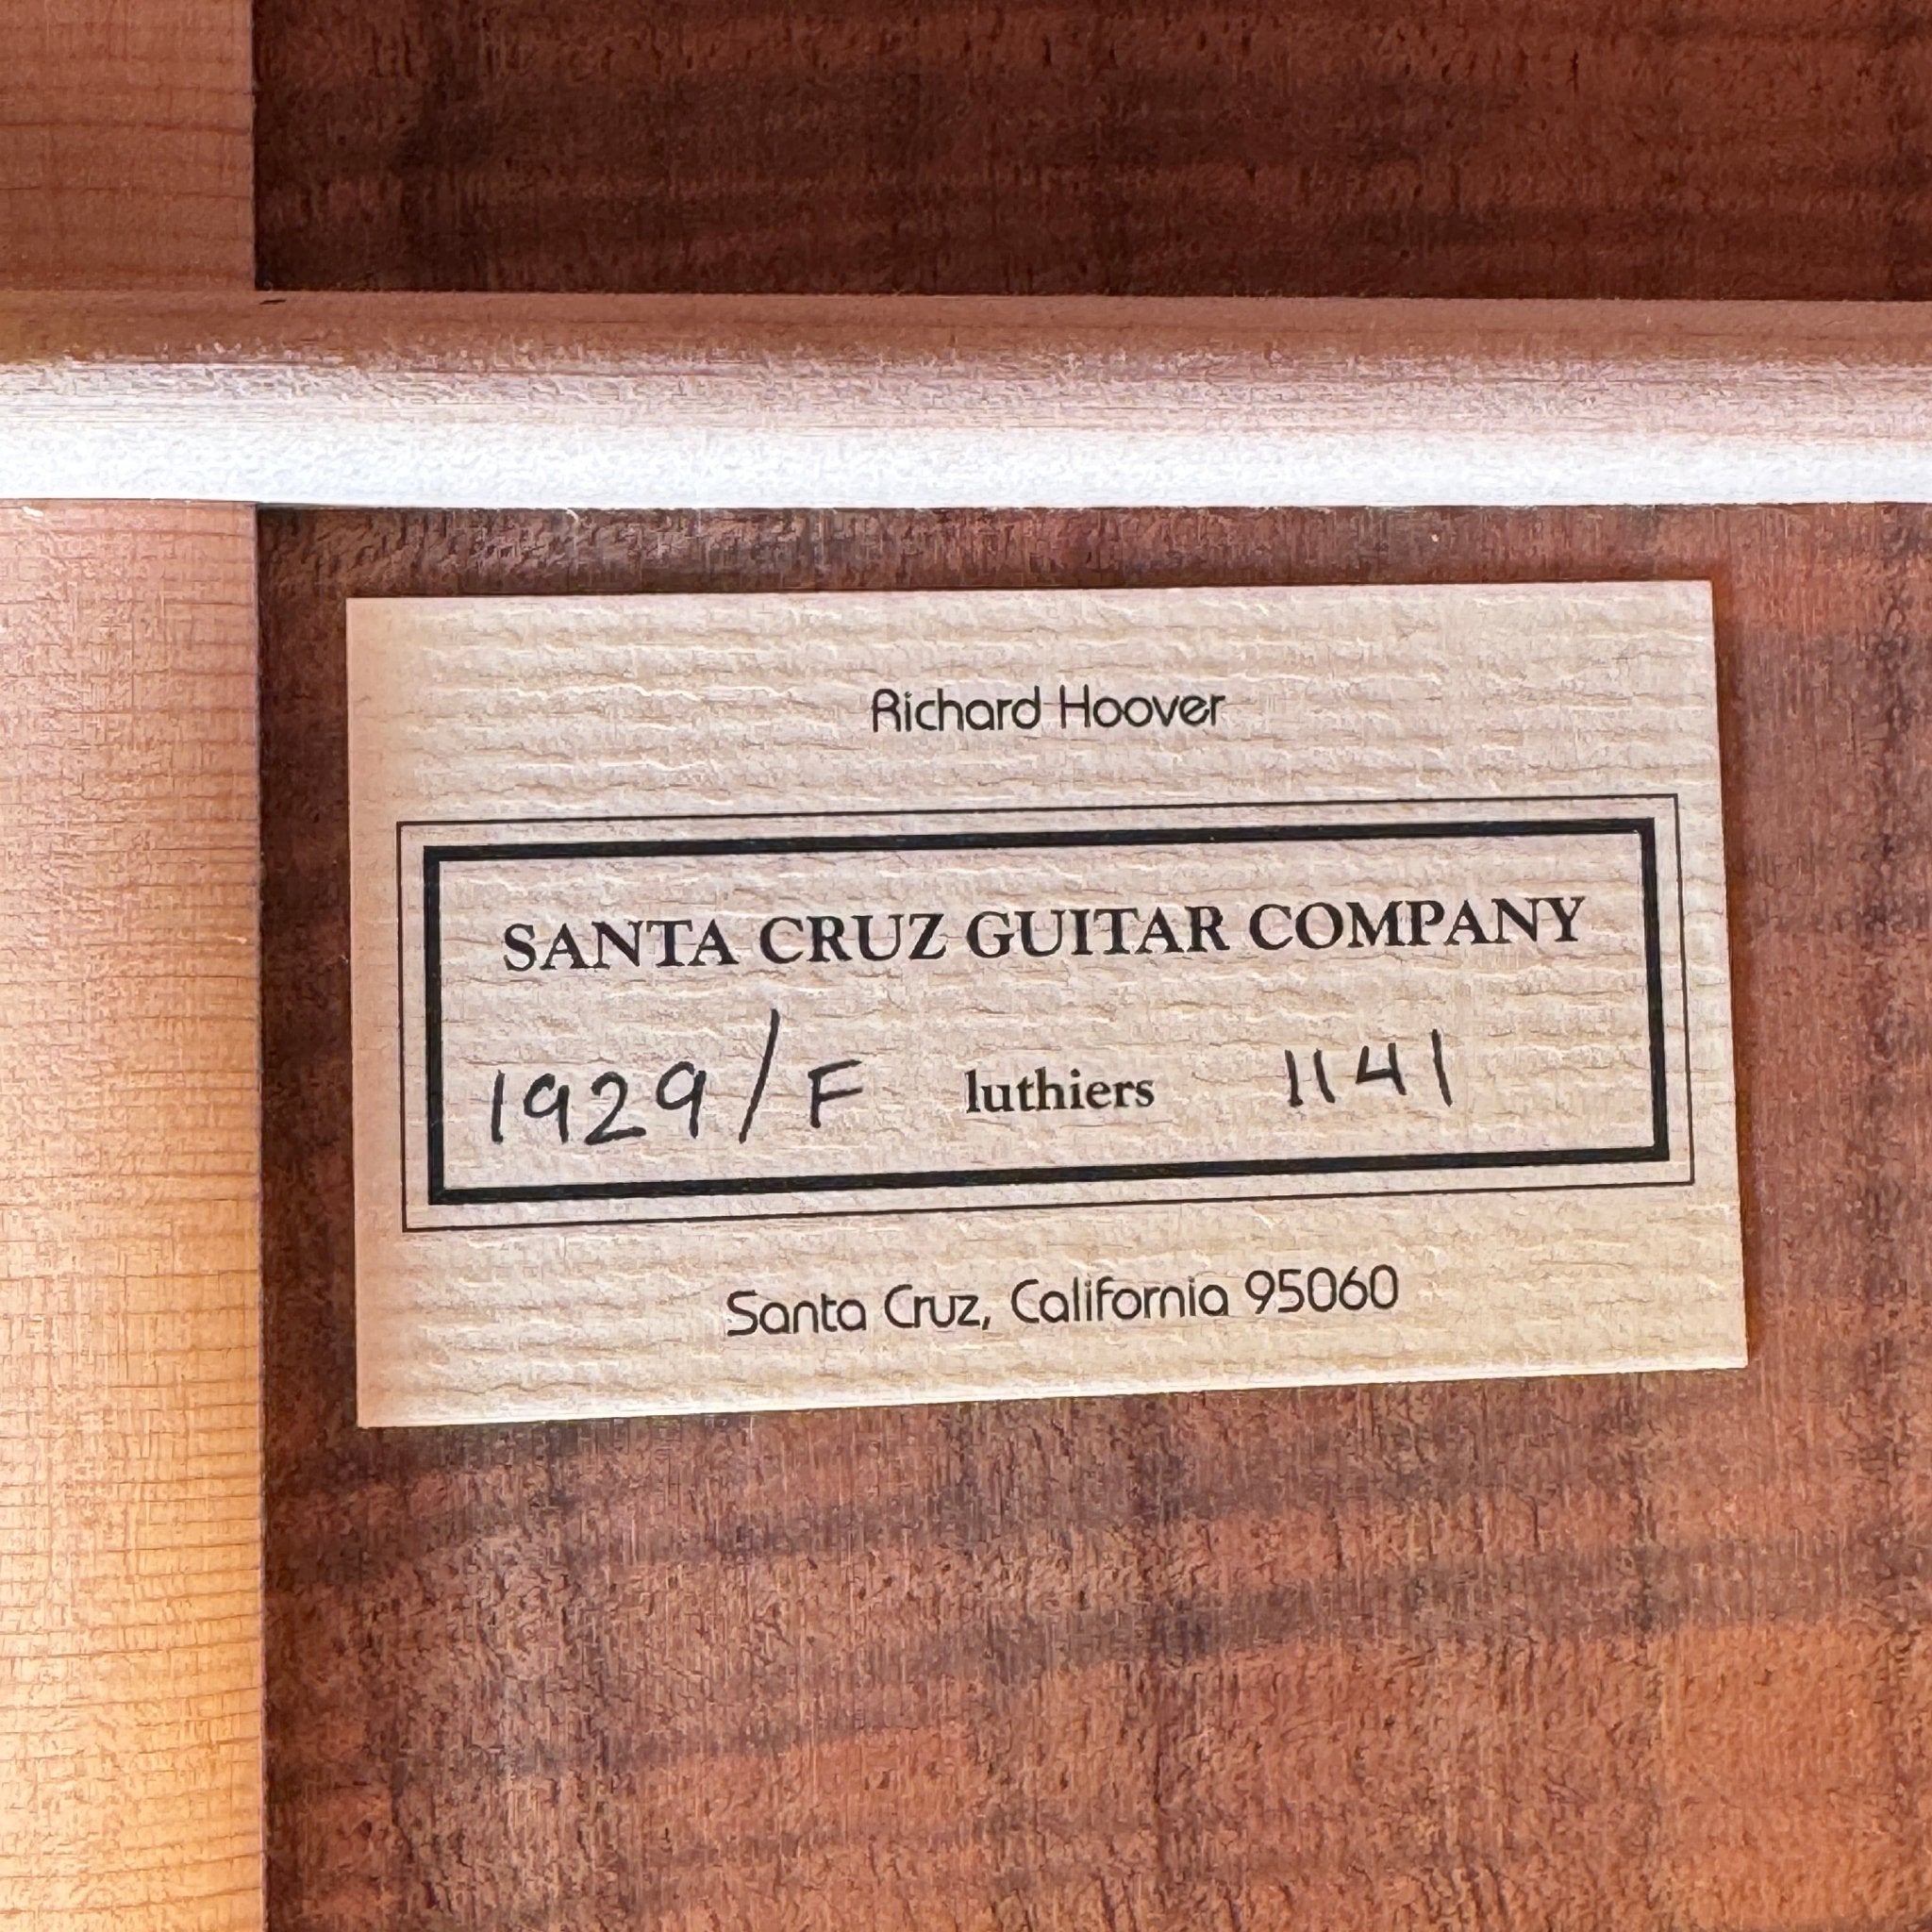 Richard Hoover
SANTA CRUZ GUITAR COMPANY
1929/F luthiers 1141
Santa Cruz, California 95060